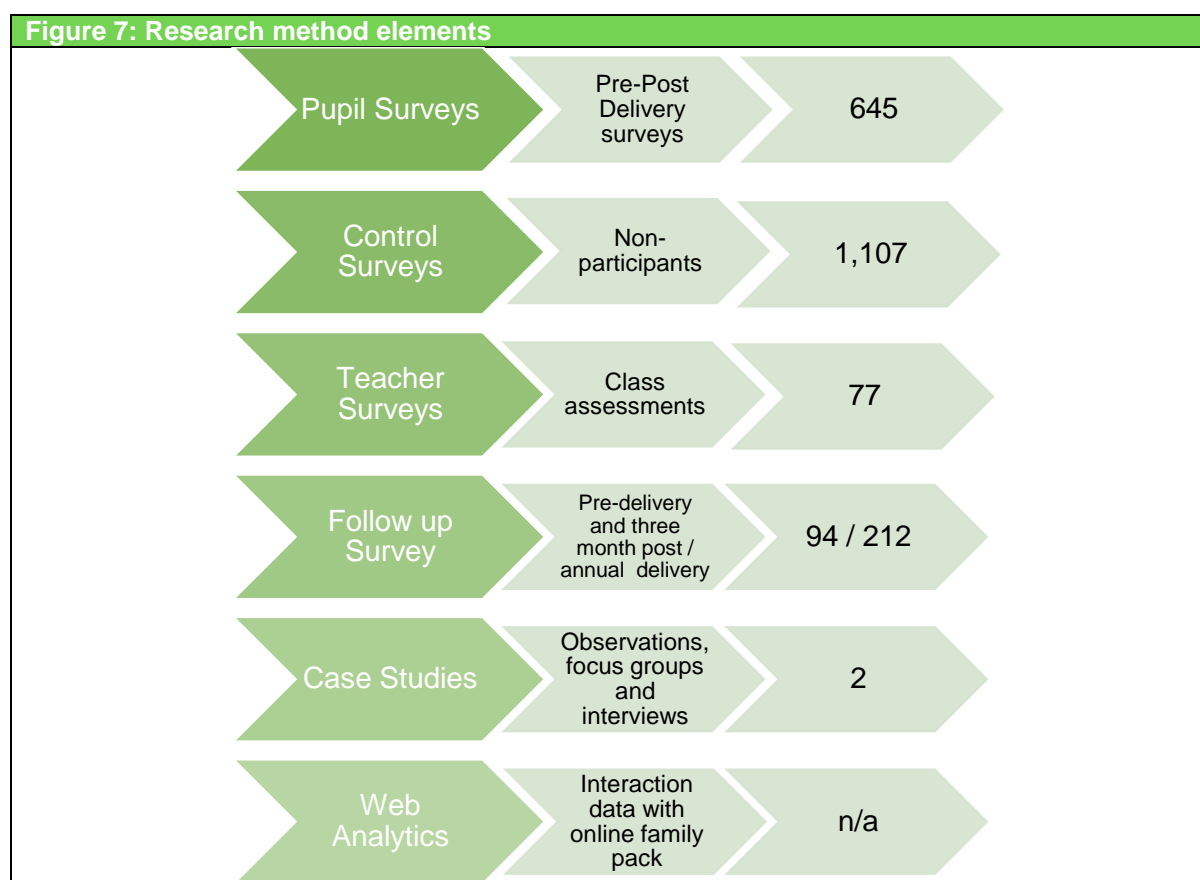 Figure 7: Research method elements
Pupil Surveys
Pre-Post
Delivery
surveys
645
Control
Surveys
Non-
participants
1,107
Teacher
Surveys
Class
assessments
77
Follow up
Survey
Pre-delivery
and three
month post /
annual delivery
94 / 212
Case Studies
Observations,
focus groups
and
interviews
2
Web
Analytics
Interaction
data with
online family
pack
n/a